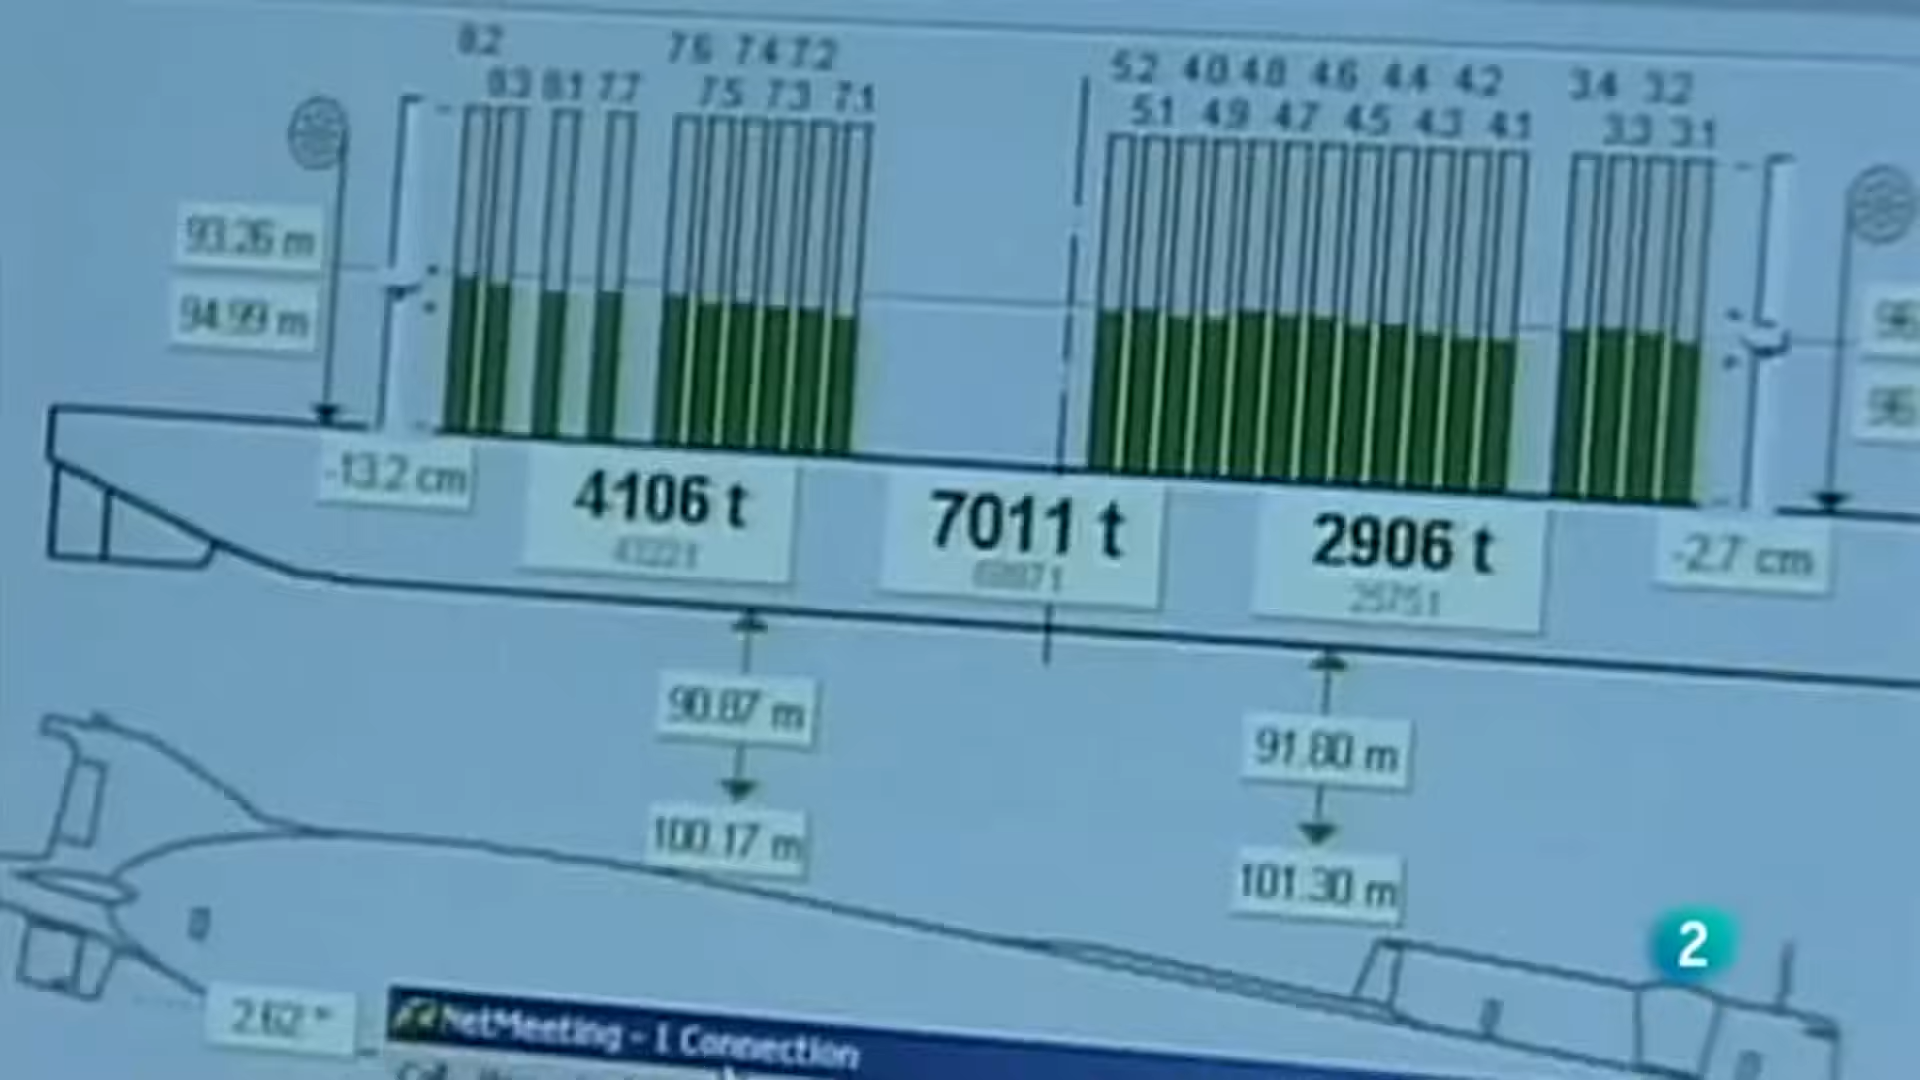 8.2 7.6 7.4 7.2 5.2 4.8 4.6 4.4 4.2 3.4 3.2
8.3 8.1 7.7 7.5 7.3 7.1 5.1 4.9 4.7 4.5 4.3 4.1 3.3 3.1
93.26 m
94.99 m
-13.2 cm
4106 t
7011 t
2906 t
-2.7 cm
90.87 m
91.80 m
100.17 m
101.30 m
2.62 °
NetMeeting - 1 Connection
2